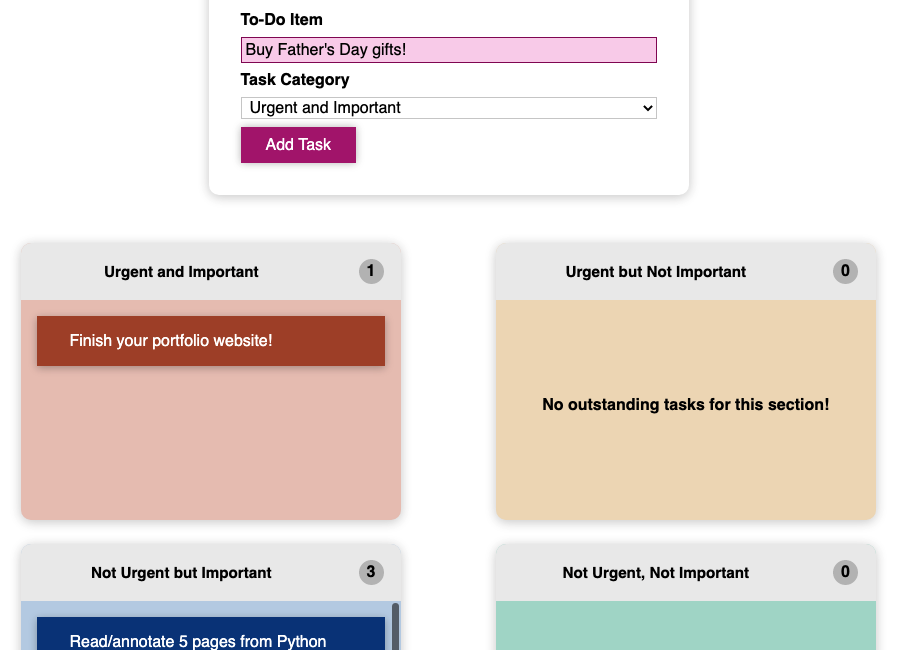 To-Do Item
Buy Father's Day gifts!
Task Category
Urgent and Important
Add Task
Urgent and Important 1
Urgent but Not Important 0
Finish your portfolio website!
No outstanding tasks for this section!
Not Urgent but Important 3
Not Urgent, Not Important 0
Read/annotate 5 pages from Python